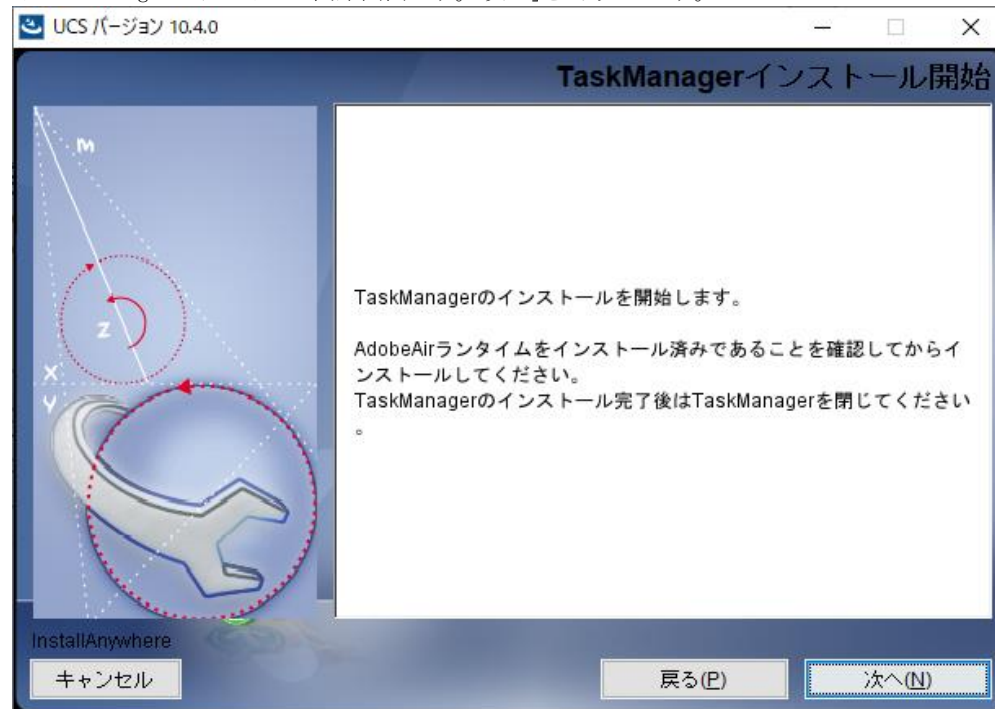 UCS バージョン 10.4.0
TaskManagerインストール開始
M
Z
X
Y
TaskManagerのインストールを開始します。
AdobeAirランタイムをインストール済みであることを確認してからイ
ンストールしてください。
TaskManagerのインストール完了後はTaskManagerを閉じてください
。
InstallAnywhere
キャンセル
戻る(P)
次へ(N)